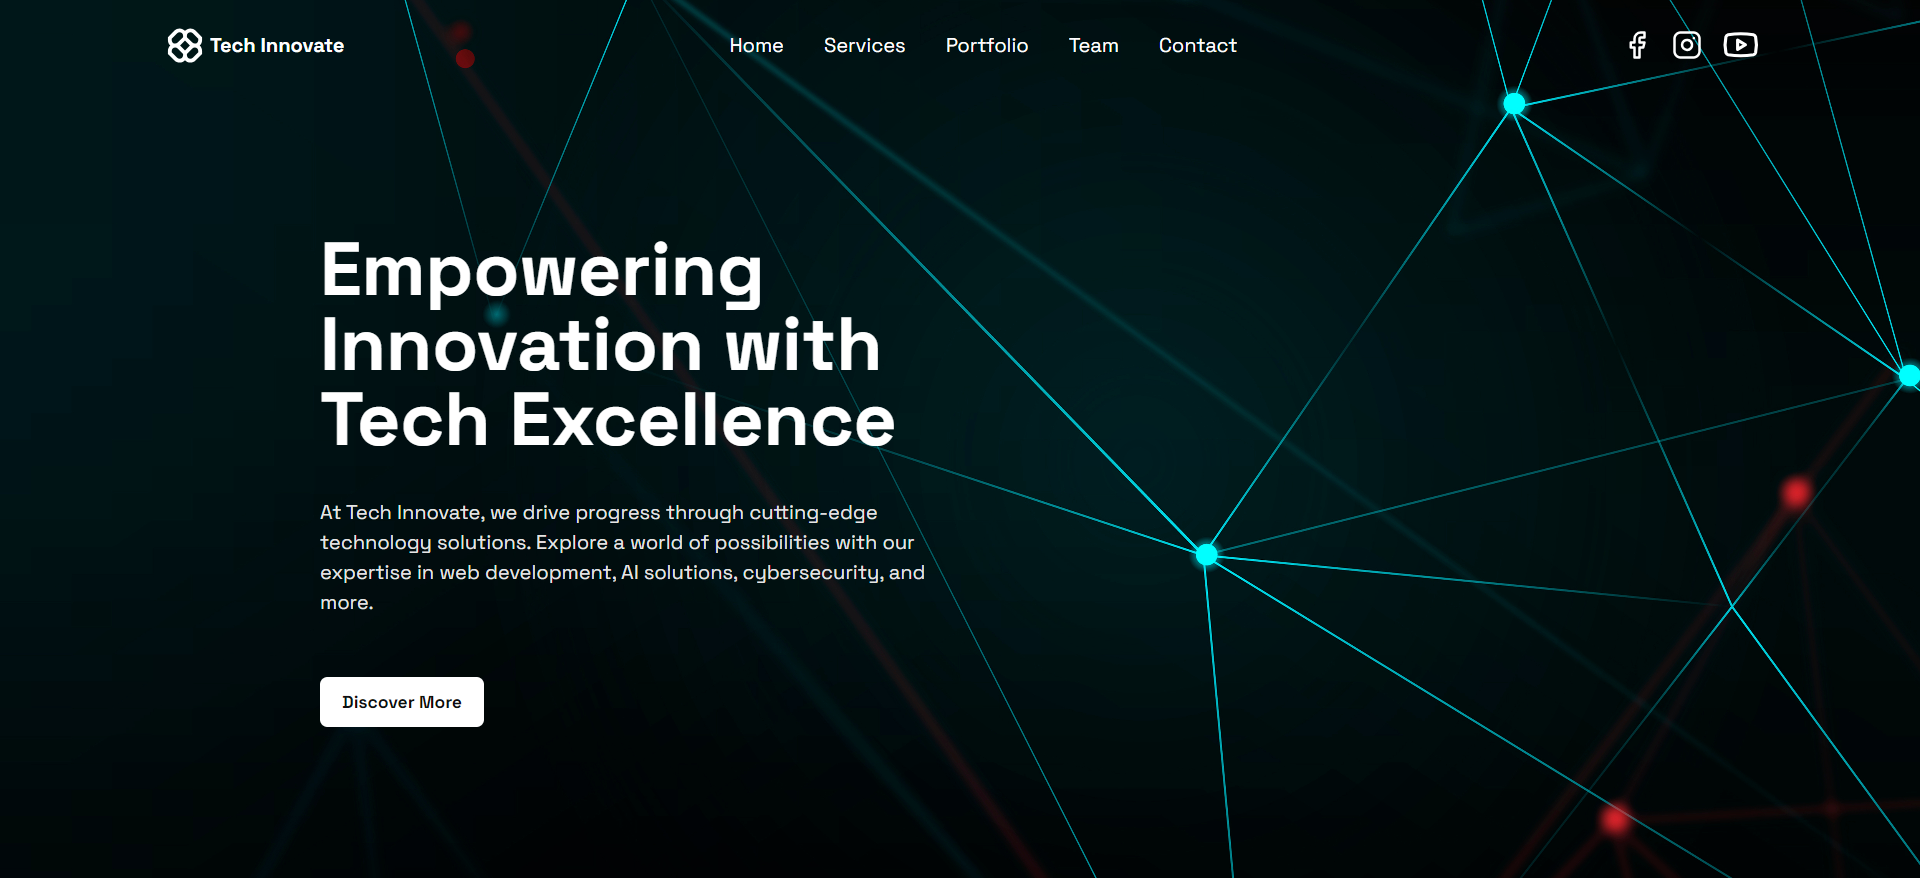 Tech Innovate
Home Services Portfolio Team Contact
Empowering
Innovation with
Tech Excellence
At Tech Innovate, we drive progress through cutting-edge
technology solutions. Explore a world of possibilities with our
expertise in web development, AI solutions, cybersecurity, and
more.
Discover More